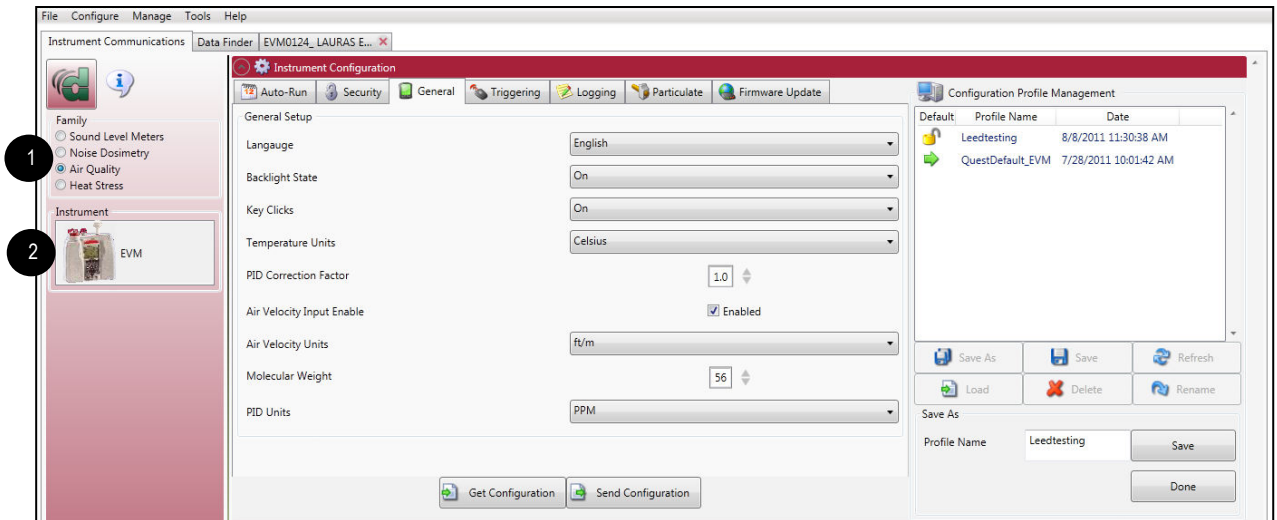 File Configure Manage Tools Help
Instrument Communications Data Finder EVM0124_ LAURAS E...
Instrument Configuration
Auto-Run Security General Triggering Logging Particulate Firmware Update
Family
Sound Level Meters
Noise Dosimetry
Air Quality
Heat Stress
1
Instrument
EVM
2
General Setup
Langauge English
Backlight State On
Key Clicks On
Temperature Units Celsius
PID Correction Factor 1.0
Air Velocity Input Enable Enabled
Air Velocity Units ft/m
Molecular Weight 56
PID Units PPM
Get Configuration Send Configuration
Configuration Profile Management
Default Profile Name Date
Leedtesting 8/8/2011 11:30:38 AM
QuestDefault_EVM 7/28/2011 10:01:42 AM
Save As Save Refresh
Load Delete Rename
Save As
Profile Name Leedtesting Save
Done